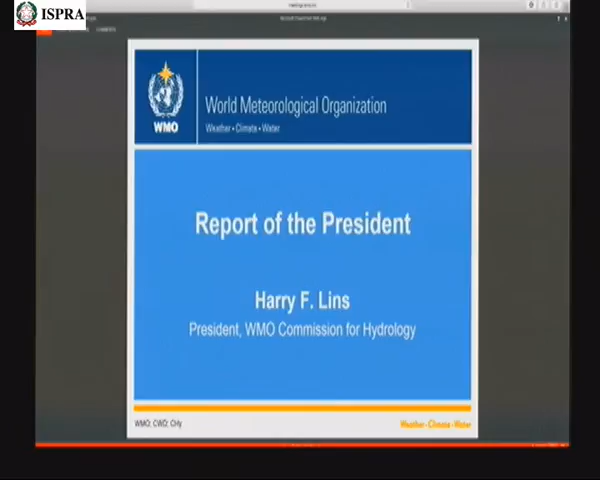 ISPRA
WMO
World Meteorological Organization
Weather • Climate • Water
Report of the President
Harry F. Lins
President, WMO Commission for Hydrology
WMO; CWD; CHy
Weather - Climate - Water